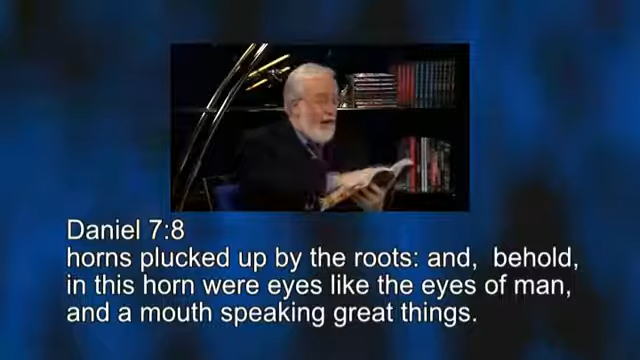 Daniel 7:8
horns plucked up by the roots: and, behold,
in this horn were eyes like the eyes of man,
and a mouth speaking great things.